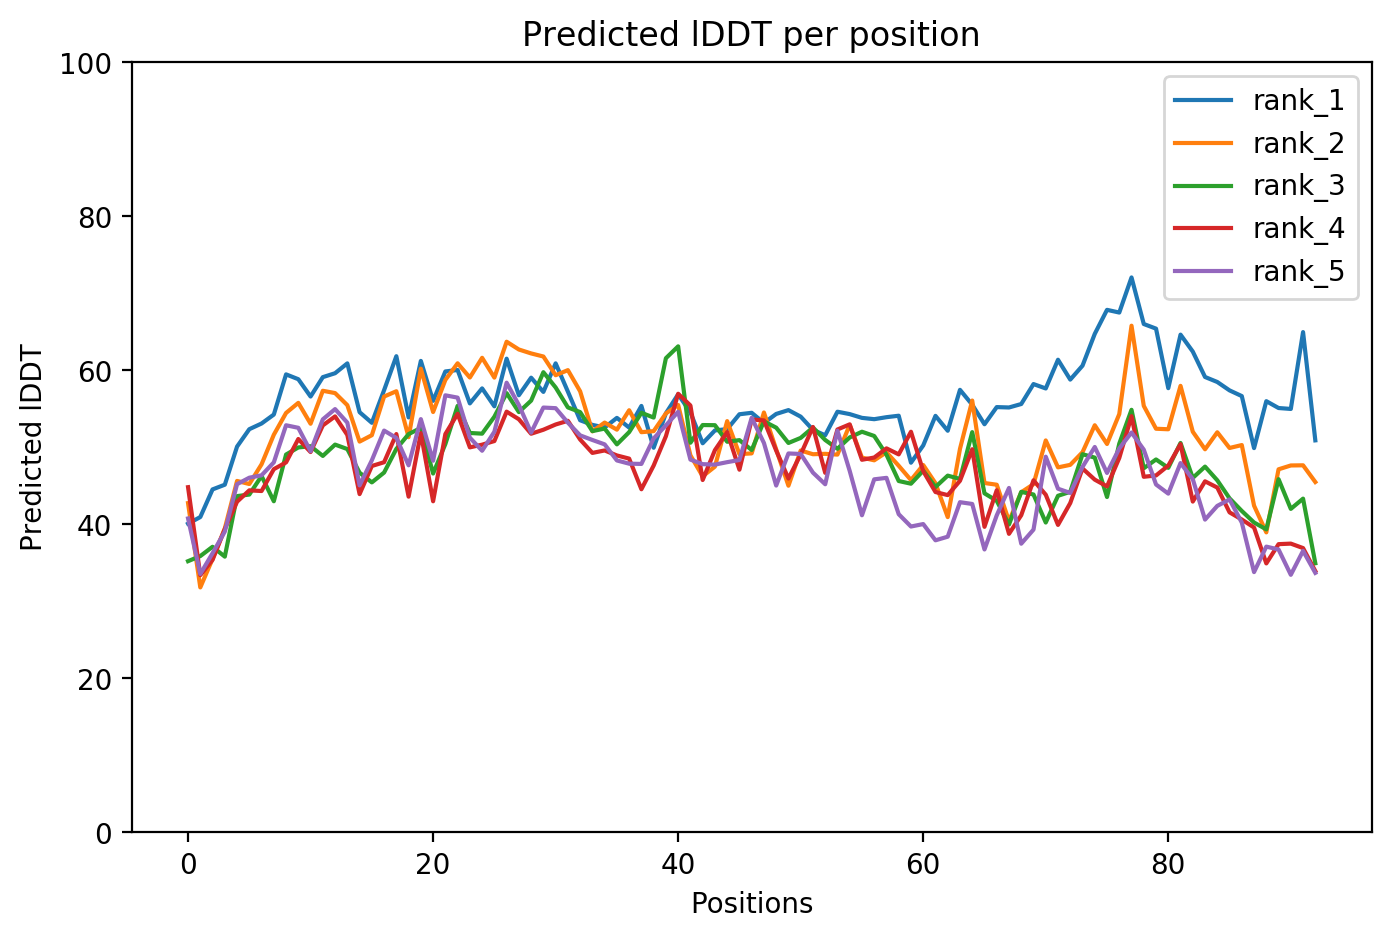 Predicted lDDT per position
100
80
60
40
20
0
Predicted lDDT
0 20 40 60 80
Positions
rank_1
rank_2
rank_3
rank_4
rank_5